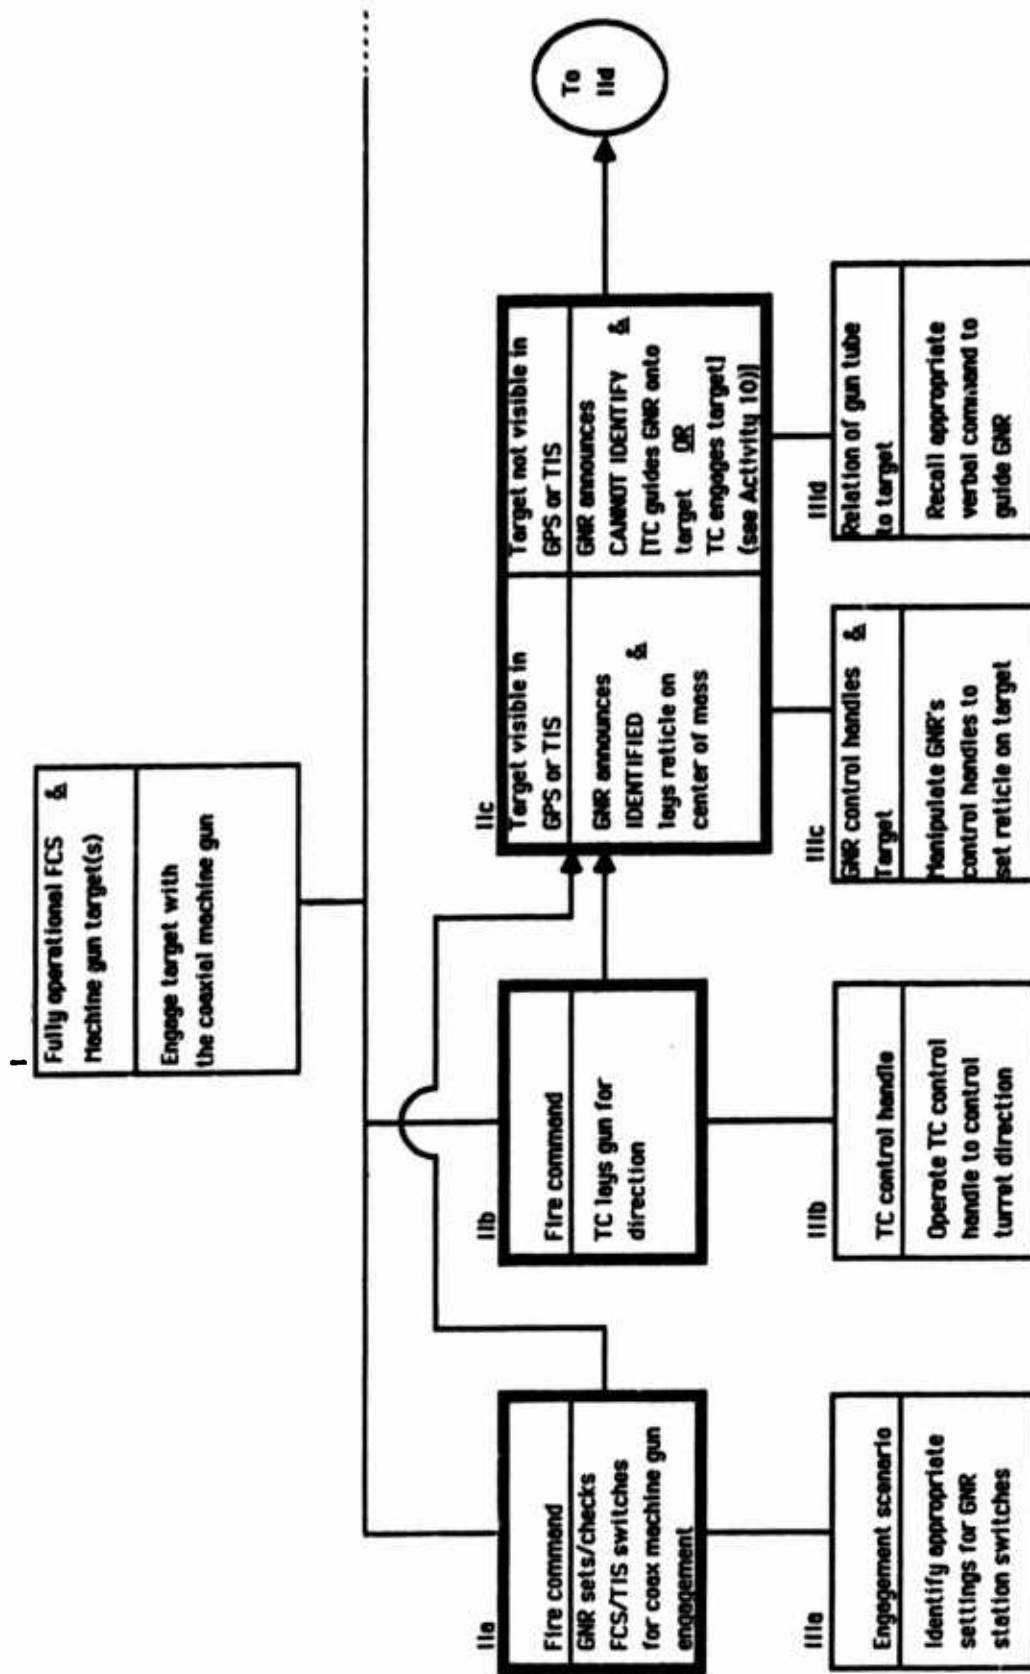 I
Fully operational FCS &
Machine gun target(s)
Engage target with
the coaxial machine gun
IIa
Fire command
GNR sets/checks
FCS/TIS switches
for coax machine gun
engagement
IIb
Fire command
TC lays gun for
direction
IIc
Target visible in
GPS or TIS
GNR announces
IDENTIFIED &
lays reticle on
center of mass
Target not visible in
GPS or TIS
GNR announces
CANNOT IDENTIFY &
[TC guides GNR onto
target OR
TC engages target]
(see Activity 10)]
To
IId
IIIa
Engagement scenario
Identify appropriate
settings for GNR
station switches
IIIb
TC control handle
Operate TC control
handle to control
turret direction
IIIc
GNR control handles &
Target
Manipulate GNR's
control handles to
set reticle on target
IIId
Relation of gun tube
to target
Recall appropriate
verbal command to
guide GNR